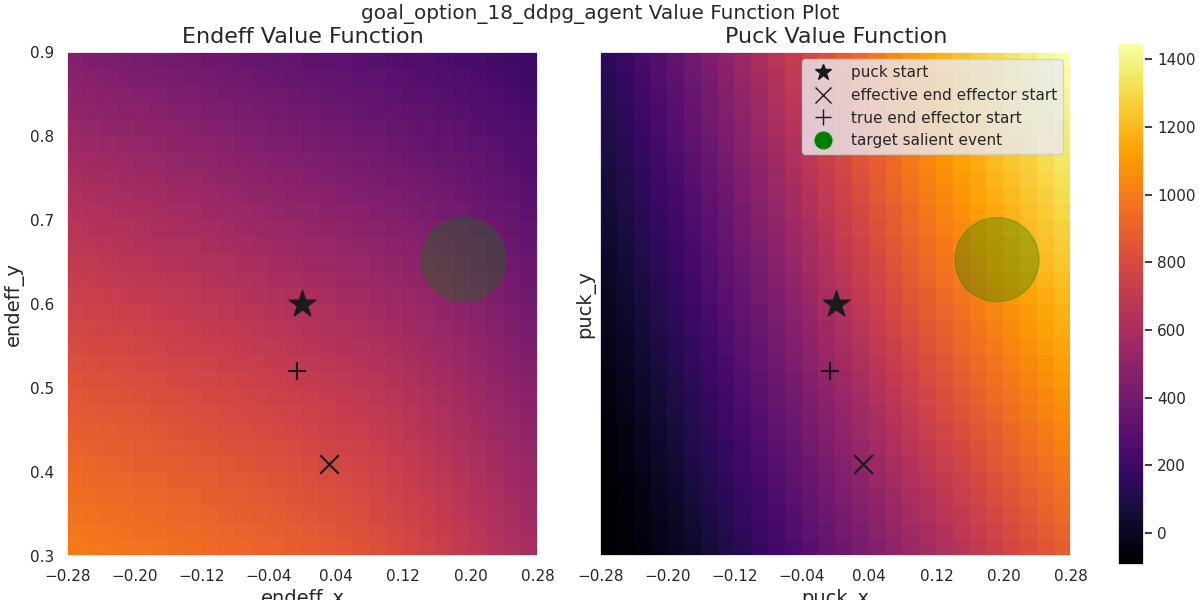 goal_option_18_ddpg_agent Value Function Plot
Endeff Value Function
Puck Value Function
endeff_y
0.9
0.8
0.7
0.6
0.5
0.4
0.3
−0.28 −0.20 −0.12 −0.04 0.04 0.12 0.20 0.28
endeff_x
puck_y
puck start
effective end effector start
true end effector start
target salient event
−0.28 −0.20 −0.12 −0.04 0.04 0.12 0.20 0.28
puck_x
1400
1200
1000
800
600
400
200
0